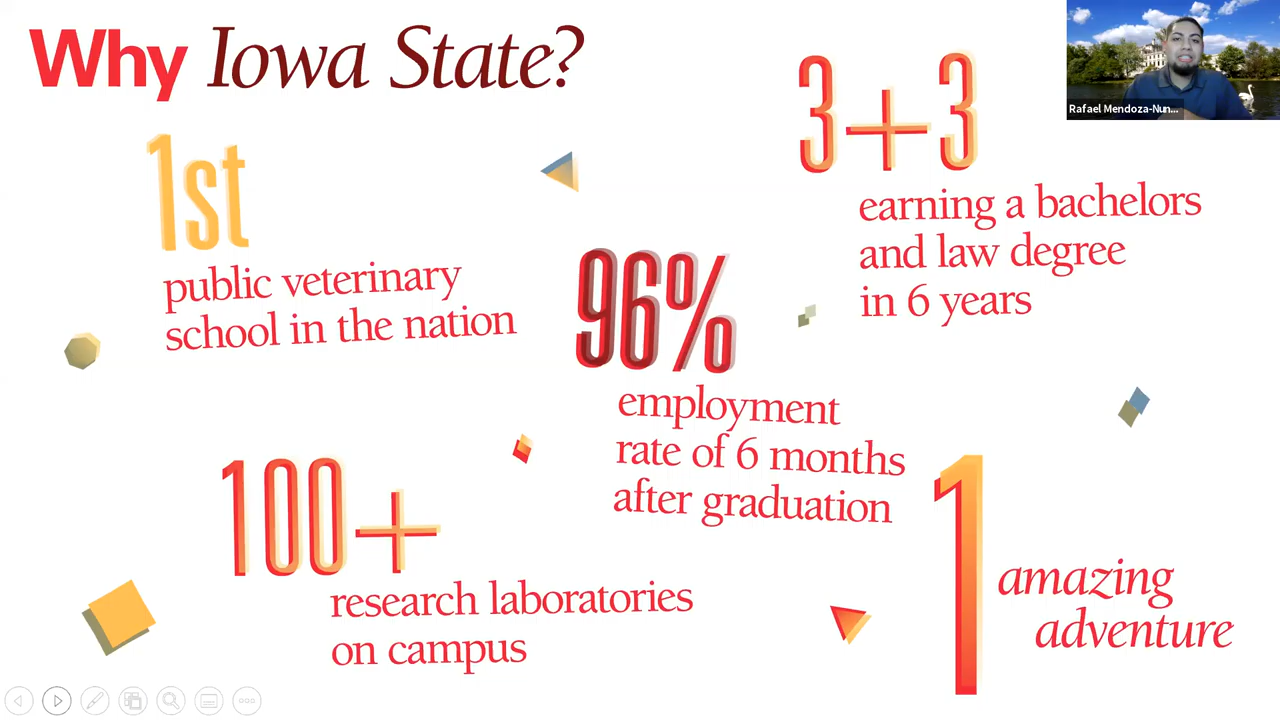 Why Iowa State?
1st
public veterinary
school in the nation
3+3
earning a bachelors
and law degree
in 6 years
96%
employment
rate of 6 months
after graduation
100+
research laboratories
on campus
1
amazing
adventure
Rafael Mendoza-Nun...